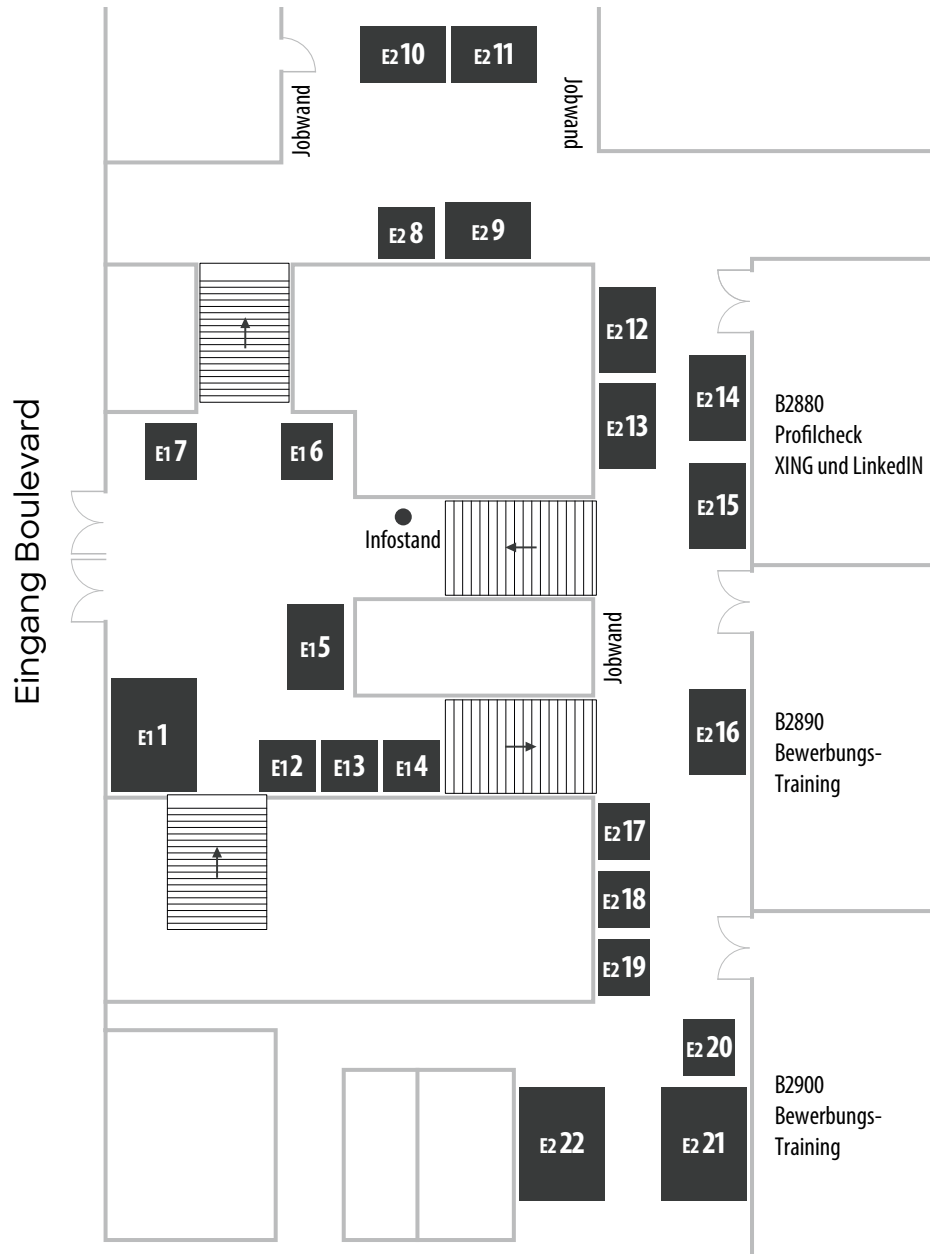 E2 10
E2 11
Jobwand
Jobwand
E2 8
E2 9
E2 12
E2 13
E2 14
B2880
Profilcheck
XING und LinkedIN
E1 7
E1 6
E2 15
Eingang Boulevard
Infostand
E1 5
Jobwand
E1 1
E1 2
E1 3
E1 4
E2 16
B2890
Bewerbungs-
Training
E2 17
E2 18
E2 19
E2 20
E2 22
E2 21
B2900
Bewerbungs-
Training